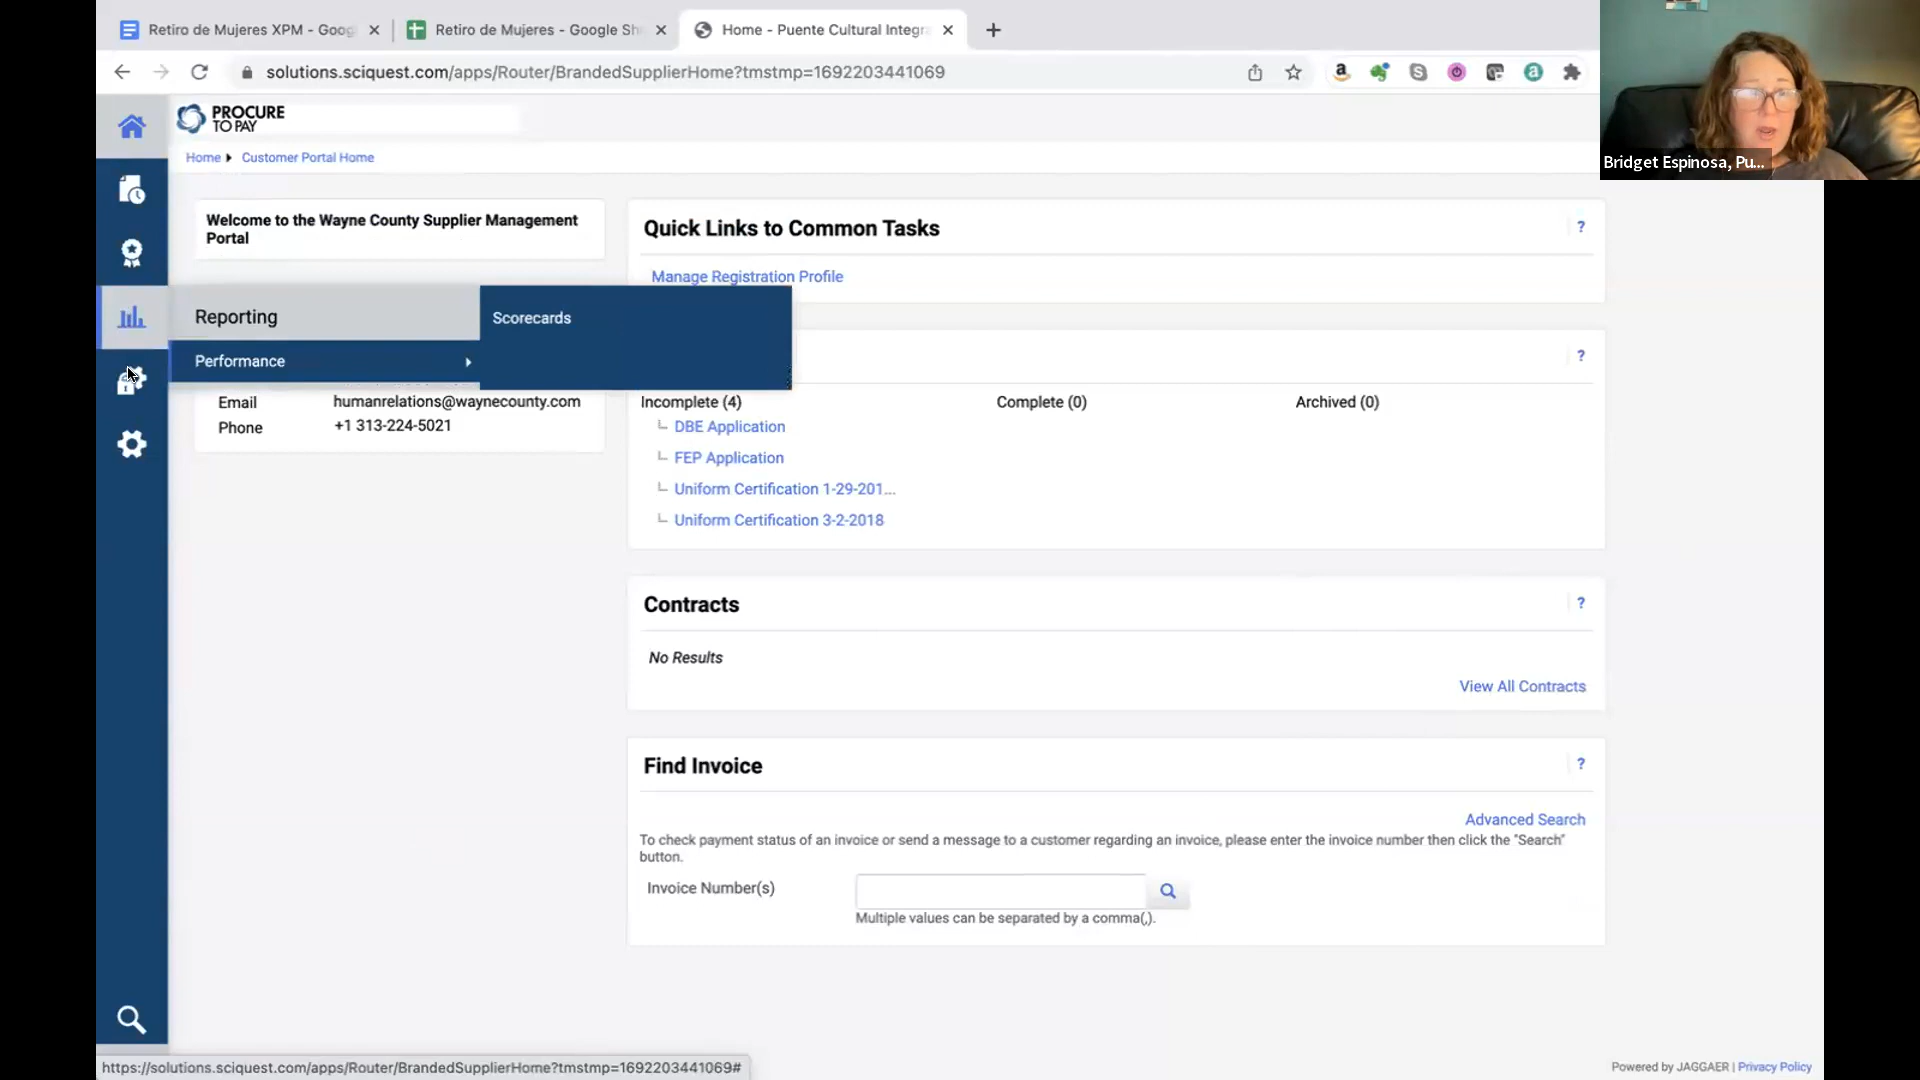 Retiro de Mujeres XPM - Goog
Retiro de Mujeres - Google She
Home - Puente Cultural Integra
solutions.sciquest.com/apps/Router/BrandedSupplierHome?tmstmp=1692203441069
PROCURE
TO PAY
Home
Customer Portal Home
Bridget Espinosa, Pu...
Welcome to the Wayne County Supplier Management
Portal
Quick Links to Common Tasks
?
Manage Registration Profile
Reporting
Scorecards
Performance
?
Email
humanrelations@waynecounty.com
Phone
+1 313-224-5021
Incomplete (4)
Complete (0)
Archived (0)
DBE Application
FEP Application
Uniform Certification 1-29-201...
Uniform Certification 3-2-2018
Contracts
?
No Results
View All Contracts
Find Invoice
?
Advanced Search
To check payment status of an invoice or send a message to a customer regarding an invoice, please enter the invoice number then click the "Search"
button.
Invoice Number(s)
Multiple values can be separated by a comma(,).
https://solutions.sciquest.com/apps/Router/BrandedSupplierHome?tmstmp=1692203441069#
Powered by JAGGAER | Privacy Policy